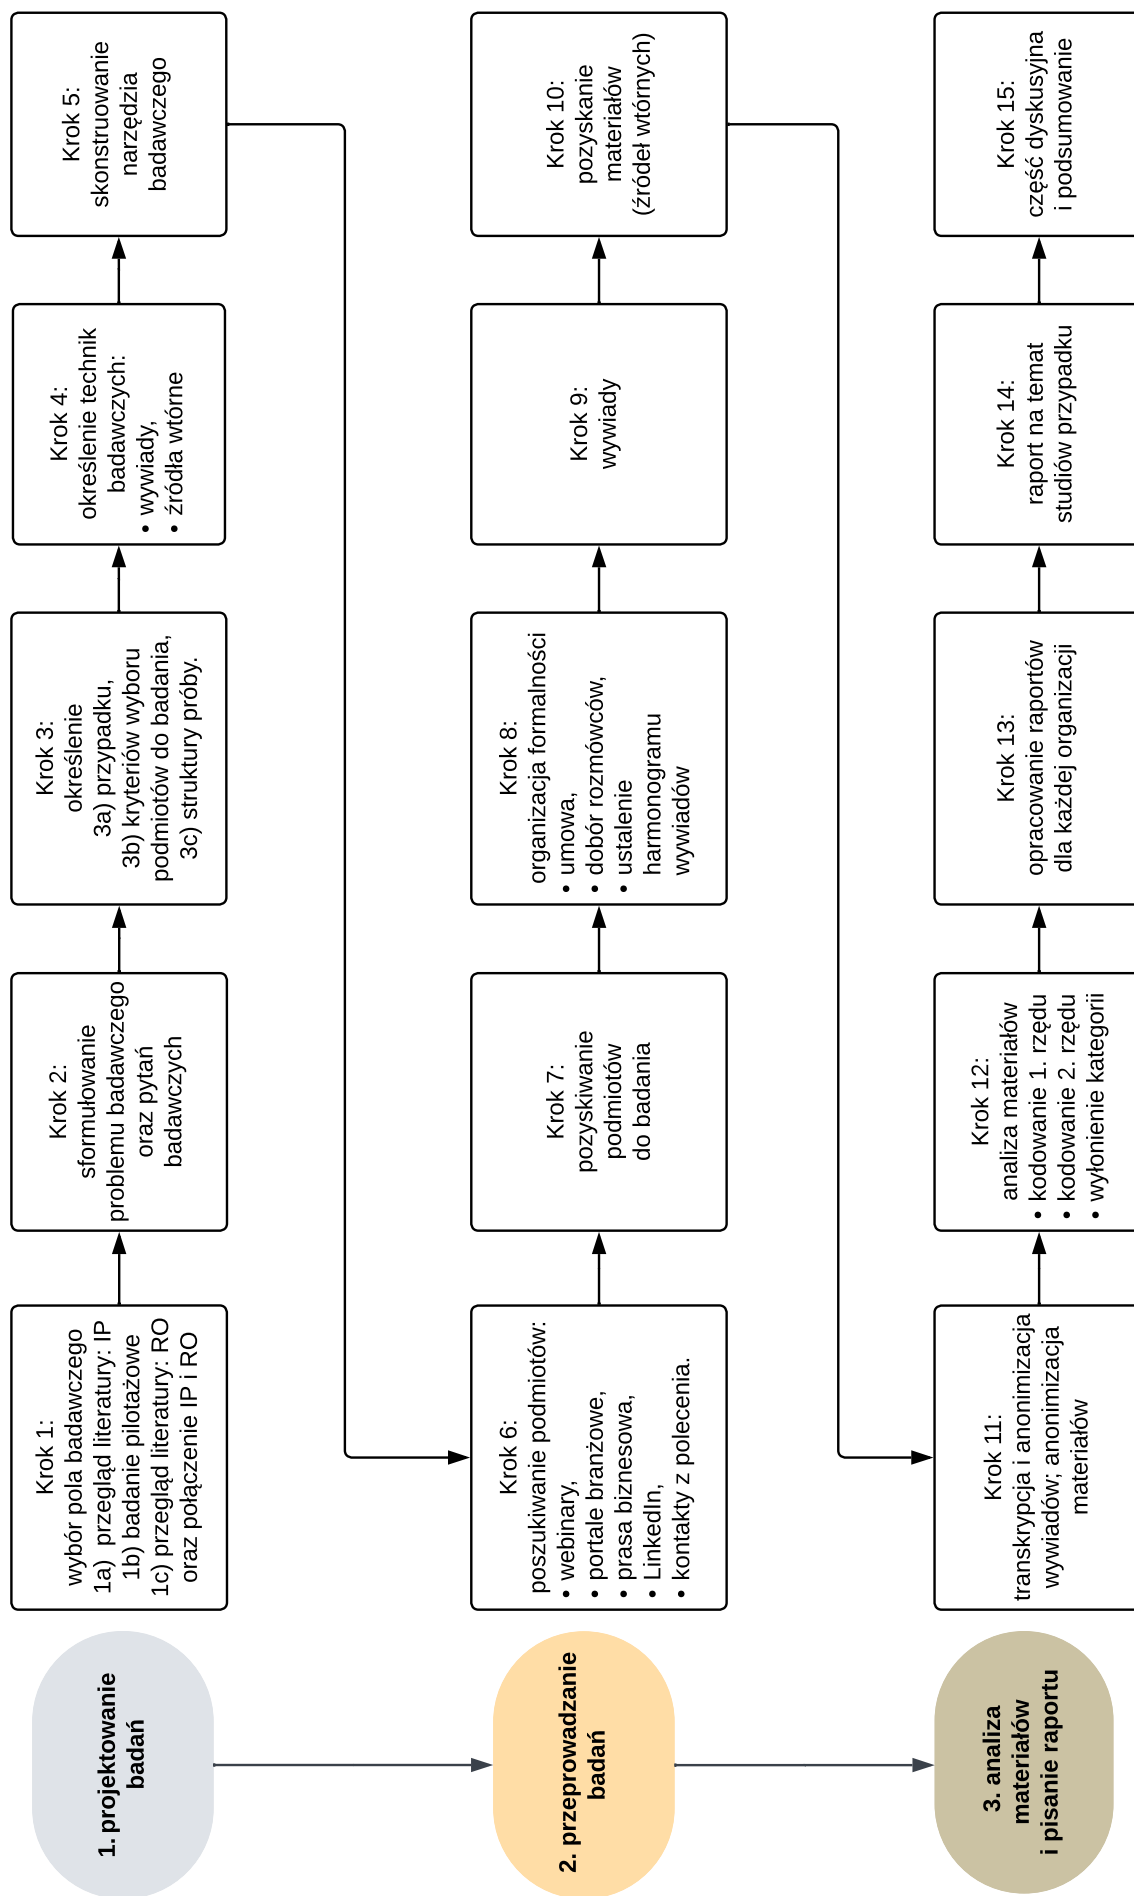 1. projektowanie
badań
Krok 1:
wybór pola badawczego
1a) przegląd literatury: IP
1b) badanie pilotażowe
1c) przegląd literatury: RO
oraz połączenie IP i RO
Krok 2:
sformułowanie
problemu badawczego
oraz pytań
badawczych
Krok 3:
określenie
3a) przypadku,
3b) kryteriów wyboru
podmiotów do badania,
3c) struktury próby.
Krok 4:
określenie technik
badawczych:
• wywiady,
• źródła wtórne
Krok 5:
skonstruowanie
narzędzia
badawczego
2. przeprowadzanie
badań
Krok 6:
poszukiwanie podmiotów:
• webinary,
• portale branżowe,
• prasa biznesowa,
• LinkedIn,
• kontakty z polecenia.
Krok 7:
pozyskiwanie
podmiotów
do badania
Krok 8:
organizacja formalności
• umowa,
• dobór rozmówców,
• ustalenie
harmonogramu
wywiadów
Krok 9:
wywiady
Krok 10:
pozyskanie
materiałów
(źródeł wtórnych)
3. analiza
materiałów
i pisanie raportu
Krok 11:
transkrypcja i anonimizacja
wywiadów; anonimizacja
materiałów
Krok 12:
analiza materiałów
• kodowanie 1. rzędu
• kodowanie 2. rzędu
• wyłonienie kategorii
Krok 13:
opracowanie raportów
dla każdej organizacji
Krok 14:
raport na temat
studiów przypadku
Krok 15:
część dyskusyjna
i podsumowanie